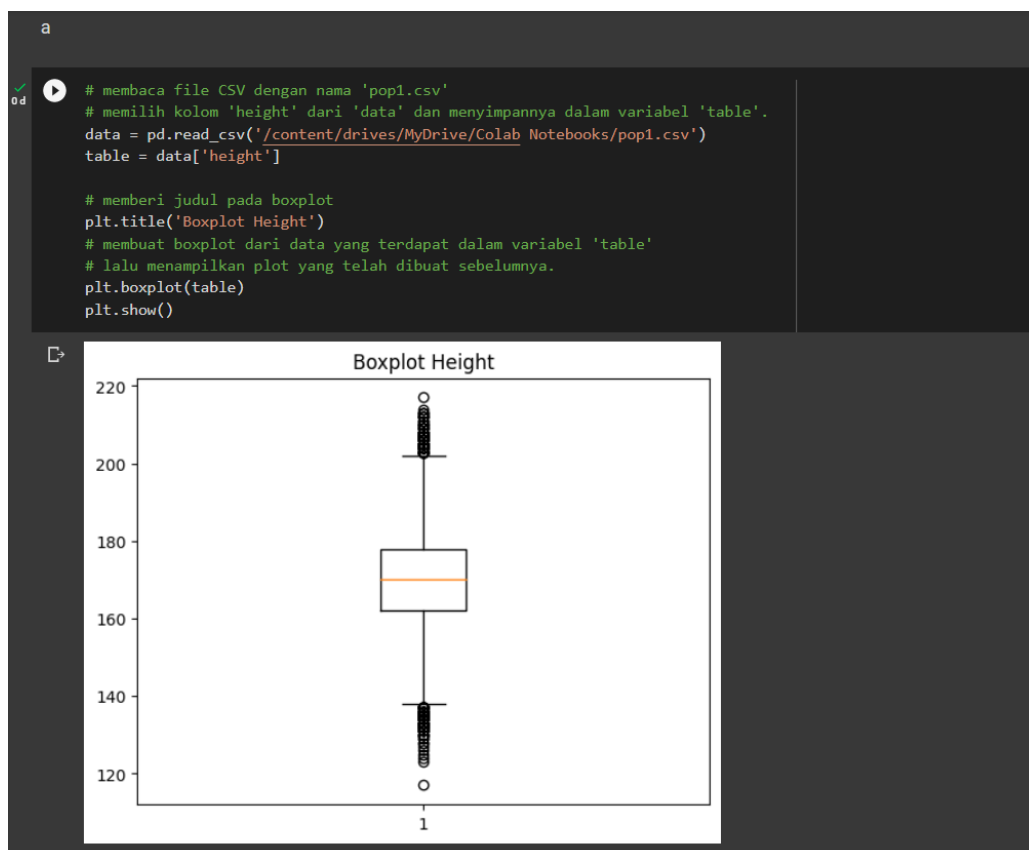 a
0 d
# membaca file CSV dengan nama 'pop1.csv'
# memilih kolom 'height' dari 'data' dan menyimpannya dalam variabel 'table'.
data = pd.read_csv('/content/drives/MyDrive/Colab Notebooks/pop1.csv')
table = data['height']
# memberi judul pada boxplot
plt.title('Boxplot Height')
# membuat boxplot dari data yang terdapat dalam variabel 'table'
# lalu menampilkan plot yang telah dibuat sebelumnya.
plt.boxplot(table)
plt.show()
Boxplot Height
220
200
180
160
140
120
1